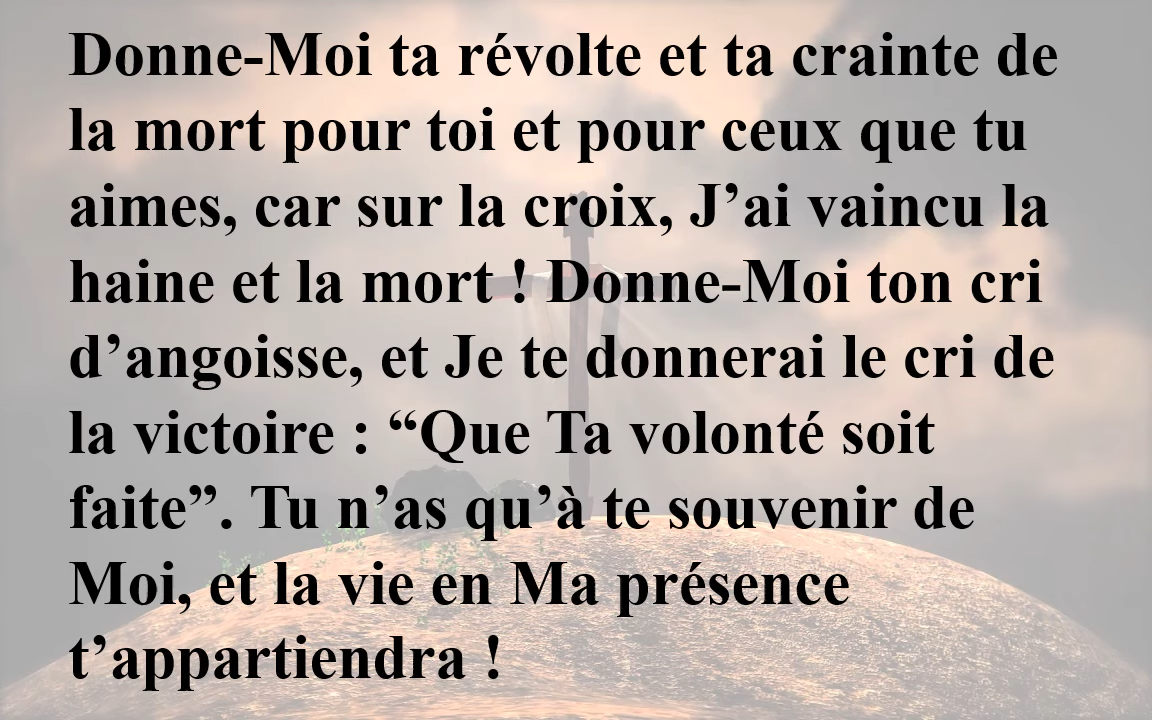 Donne-Moi ta révolte et ta crainte de
la mort pour toi et pour ceux que tu
aimes, car sur la croix, J’ai vaincu la
haine et la mort ! Donne-Moi ton cri
d’angoisse, et Je te donnerai le cri de
la victoire : “Que Ta volonté soit
faite”. Tu n’as qu’à te souvenir de
Moi, et la vie en Ma présence
t’appartiendra !